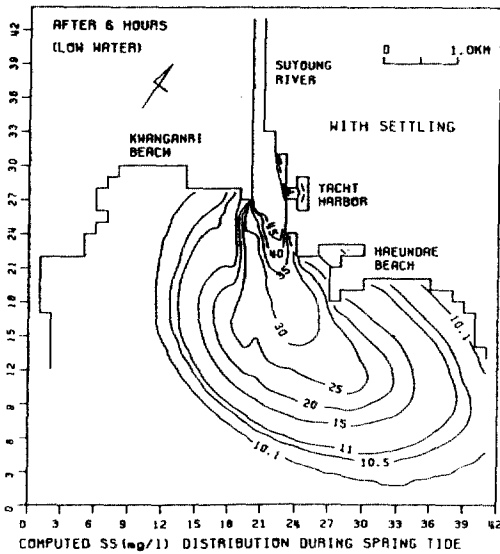 AFTER 6 HOURS
(LOW WATER)
0 1.0KM
SUYOUNG
RIVER
WITH SETTLING
KWANGANRI
BEACH
YACHT
HARBOR
HAEUNDAE
BEACH
45
40
35
30
25
20
15
11
10.5
10.1
10.1
42
39
36
33
30
27
24
21
18
15
12
9
6
3
0
0 3 6 9 12 15 18 21 24 27 30 33 36 39 42
COMPUTED SS(mg/l) DISTRIBUTION DURING SPRING TIDE